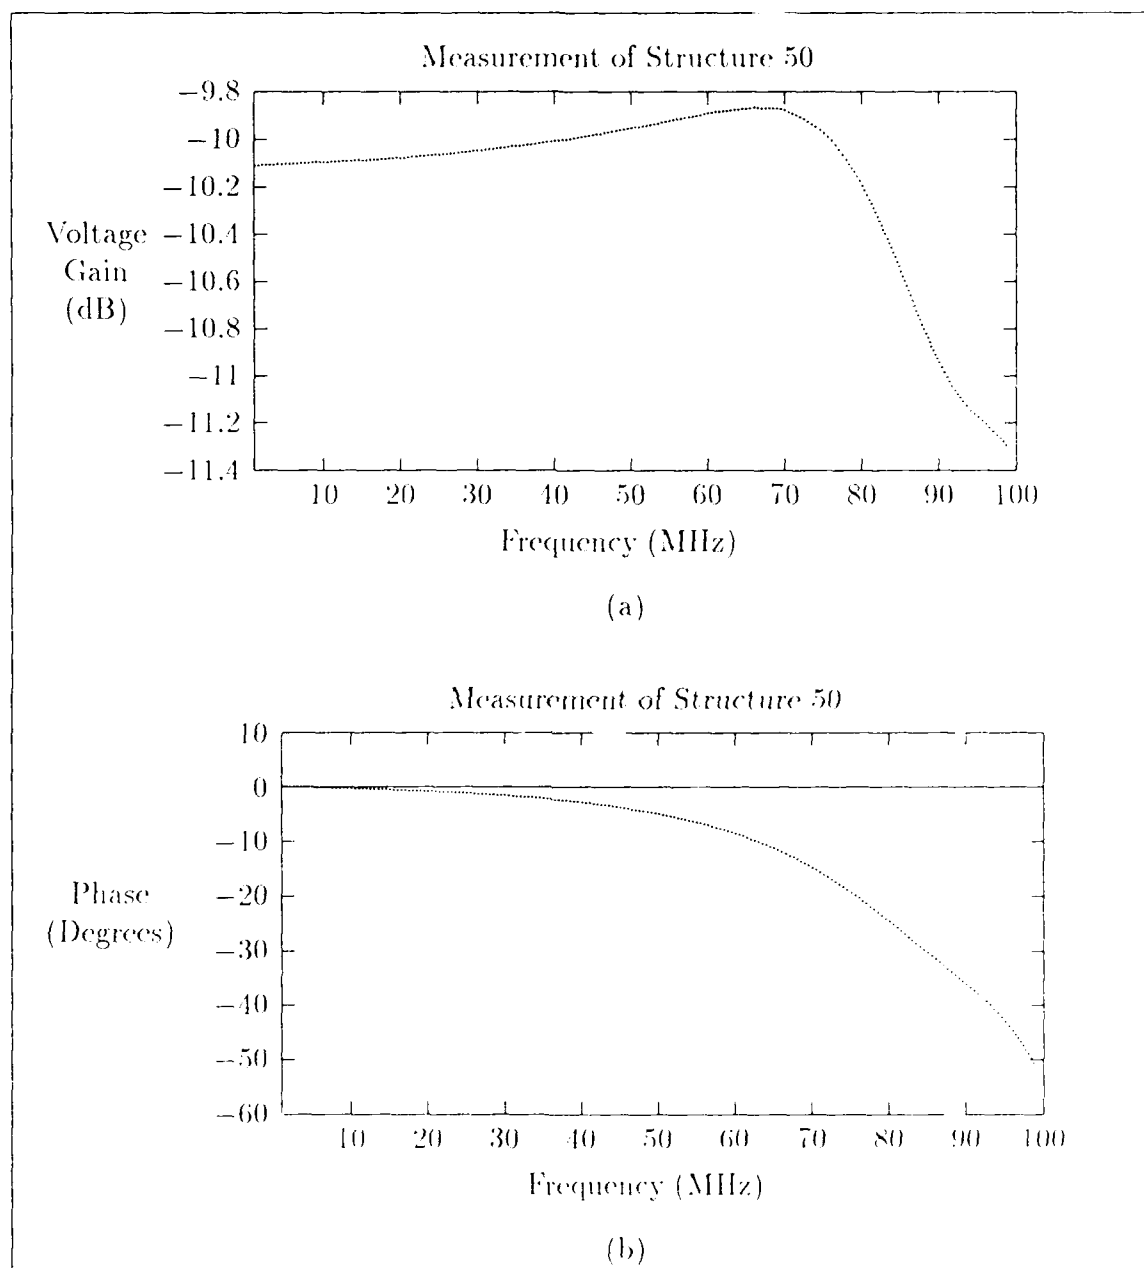 Measurement of Structure 50
−9.8
−10
−10.2
−10.4
−10.6
−10.8
−11
−11.2
−11.4
Voltage
Gain
(dB)
10 20 30 40 50 60 70 80 90 100
Frequency (MHz)
(a)
Measurement of Structure 50
10
0
−10
−20
−30
−40
−50
−60
Phase
(Degrees)
10 20 30 40 50 60 70 80 90 100
Frequency (MHz)
(b)